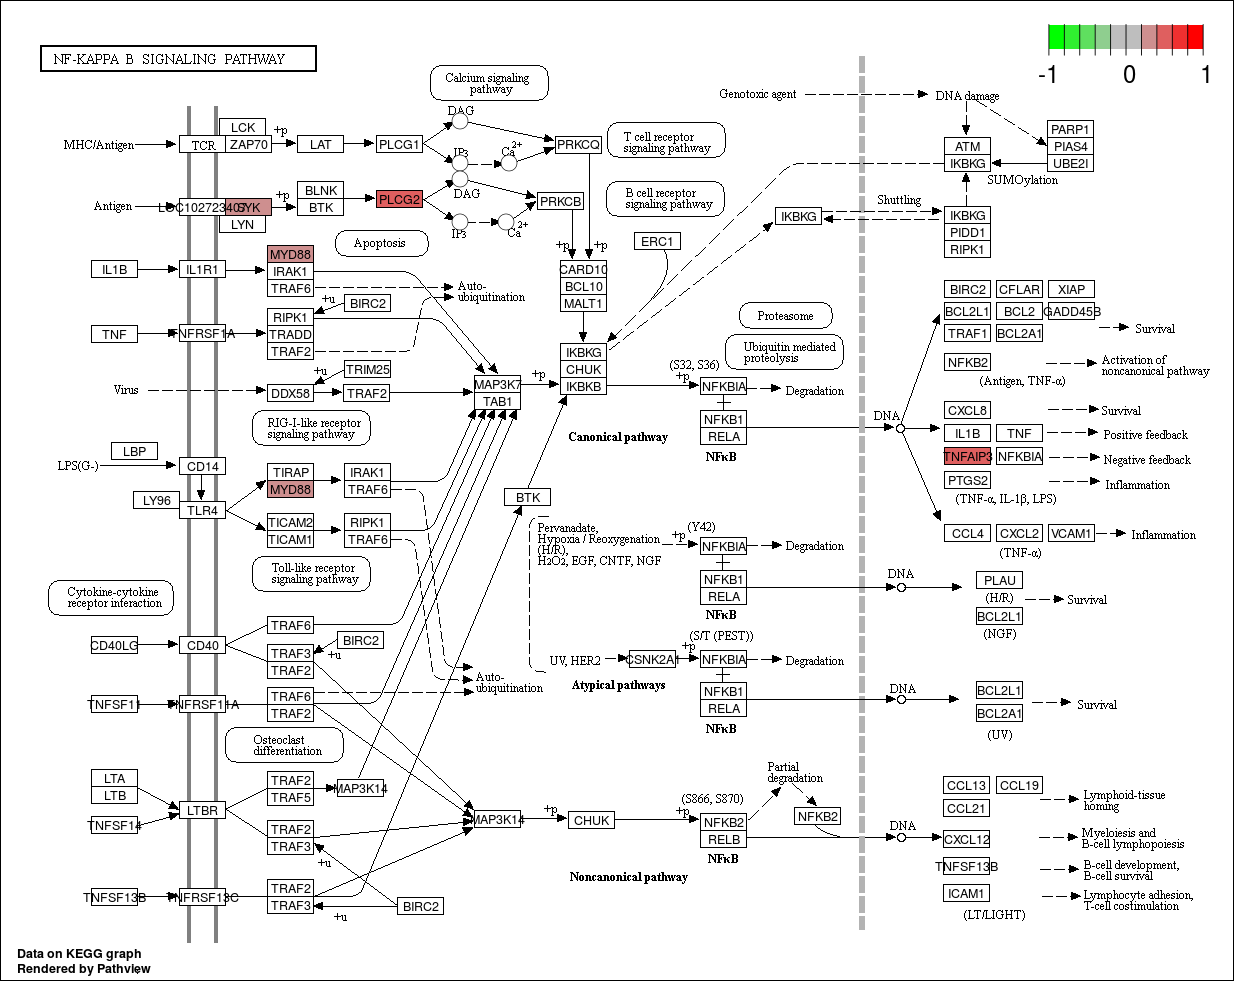 NF-KAPPA B SIGNALING PATHWAY
-1 0 1
Calcium signaling
pathway
Genotoxic agent
DNA damage
MHC/Antigen
TCR
LCK
ZAP70
+p
LAT
PLCG1
DAG
IP3
Ca2+
PRKCQ
T cell receptor
signaling pathway
ATM
IKBKG
PARP1
PIAS4
UBE2I
SUMOylation
Antigen
SYK
LYN
+p
BLNK
BTK
PLCG2
DAG
IP3
Ca2+
PRKCB
B cell receptor
signaling pathway
Shuttling
IKBKG
IKBKG
PIDD1
RIPK1
Apoptosis
+p
+p
ERC1
IL1B
IL1R1
MYD88
IRAK1
TRAF6
Auto-
ubiquitination
CARD10
BCL10
MALT1
TNF
TNFRSF1A
RIPK1
TRADD
TRAF2
+u
BIRC2
Proteasome
Ubiquitin mediated
proteolysis
BIRC2
CFLAR
XIAP
BCL2L1
BCL2
GADD45B
TRAF1
BCL2A1
Survival
NFKB2
Activation of
noncanonical pathway
(Antigen, TNF-α)
Virus
DDX58
+u
TRIM25
TRAF2
MAP3K7
TAB1
+p
IKBKG
CHUK
IKBKB
(S32, S36)
+p
NFKBIA
Degradation
NFKB1
RELA
NFκB
Canonical pathway
DNA
CXCL8
Survival
IL1B
TNF
Positive feedback
TNFAIP3
NFKBIA
Negative feedback
PTGS2
Inflammation
(TNF-α, IL-1β, LPS)
CCL4
CXCL2
VCAM1
Inflammation
(TNF-α)
RIG-I-like receptor
signaling pathway
LPS(G-)
LBP
CD14
LY96
TLR4
TIRAP
MYD88
IRAK1
TRAF6
TICAM2
TICAM1
RIPK1
TRAF6
Toll-like receptor
signaling pathway
BTK
Pervanadate,
Hypoxia / Reoxygenation
(H/R),
H2O2, EGF, CNTF, NGF
+p
(Y42)
NFKBIA
Degradation
NFKB1
RELA
NFκB
DNA
PLAU
(H/R)
BCL2L1
(NGF)
Survival
Cytokine-cytokine
receptor interaction
CD40LG
CD40
TRAF6
TRAF3
TRAF2
+u
BIRC2
Auto-
ubiquitination
UV, HER2
CSNK2A1
+p
(S/T (PEST))
NFKBIA
Degradation
Atypical pathways
NFKB1
RELA
NFκB
DNA
BCL2L1
BCL2A1
(UV)
Survival
TNFSF11
TNFRSF11A
TRAF6
TRAF2
Osteoclast
differentiation
LTA
LTB
TNFSF14
LTBR
TRAF2
TRAF5
MAP3K14
TRAF2
TRAF3
+u
MAP3K14
+p
CHUK
(S866, S870)
+p
NFKB2
RELB
NFκB
Partial
degradation
NFKB2
DNA
Noncanonical pathway
CCL13
CCL19
CCL21
Lymphoid-tissue
homing
CXCL12
Myeloiesis and
B-cell lymphopoiesis
TNFSF13B
B-cell development,
B-cell survival
ICAM1
Lymphocyte adhesion,
T-cell costimulation
(LT/LIGHT)
TNFSF13B
TNFRSF13C
TRAF2
TRAF3
+u
BIRC2
Data on KEGG graph
Rendered by Pathview